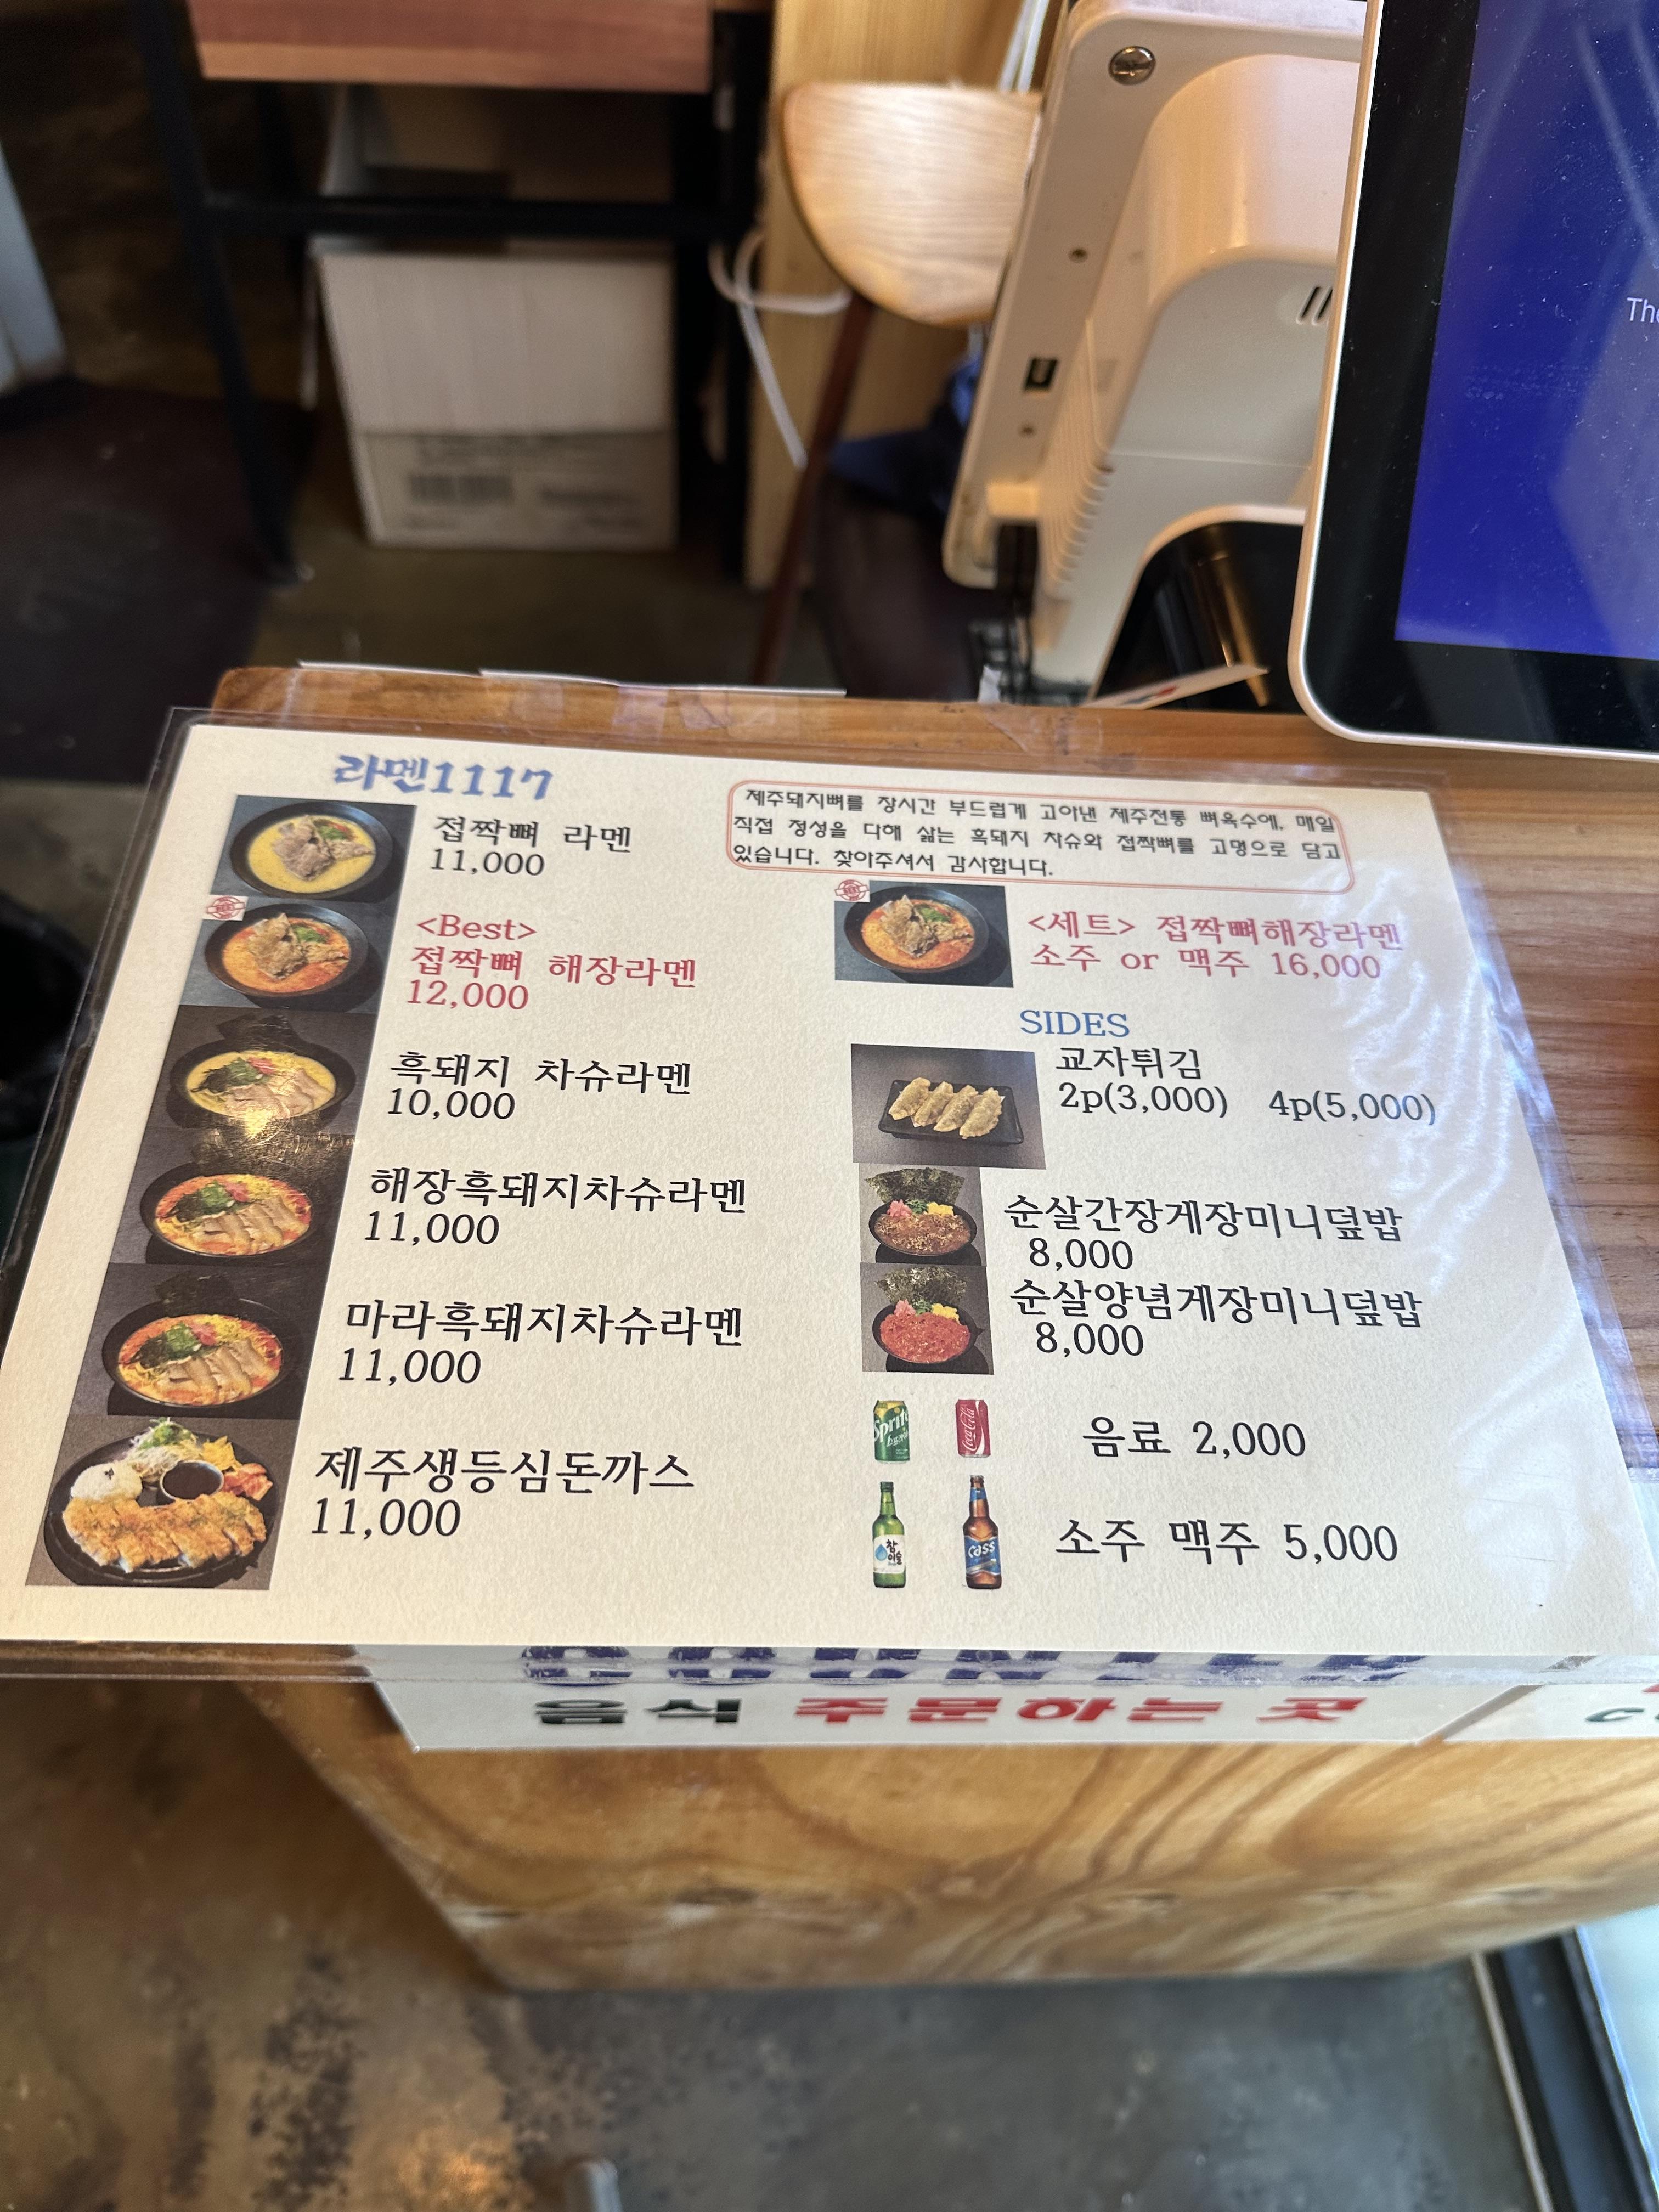 The
라멘1117
접짝뼈 라멘
11,000
<Best>
접짝뼈 해장라멘
12,000
흑돼지 차슈라멘
10,000
해장흑돼지차슈라멘
11,000
마라흑돼지차슈라멘
11,000
제주생등심돈까스
11,000
제주돼지뼈를 장시간 부드럽게 고아낸 제주전통 뼈육수에, 매일
직접 정성을 다해 삶는 흑돼지 차슈와 접짝뼈를 고명으로 담고
있습니다. 찾아주셔서 감사합니다.
<세트> 접짝뼈해장라멘
소주 or 맥주 16,000
SIDES
교자튀김
2p(3,000) 4p(5,000)
순살간장게장미니덮밥
8,000
순살양념게장미니덮밥
8,000
Sprite
Coca-Cola
음료 2,000
참이슬
Cass
소주 맥주 5,000
COUNTER
음식 주문하는 곳